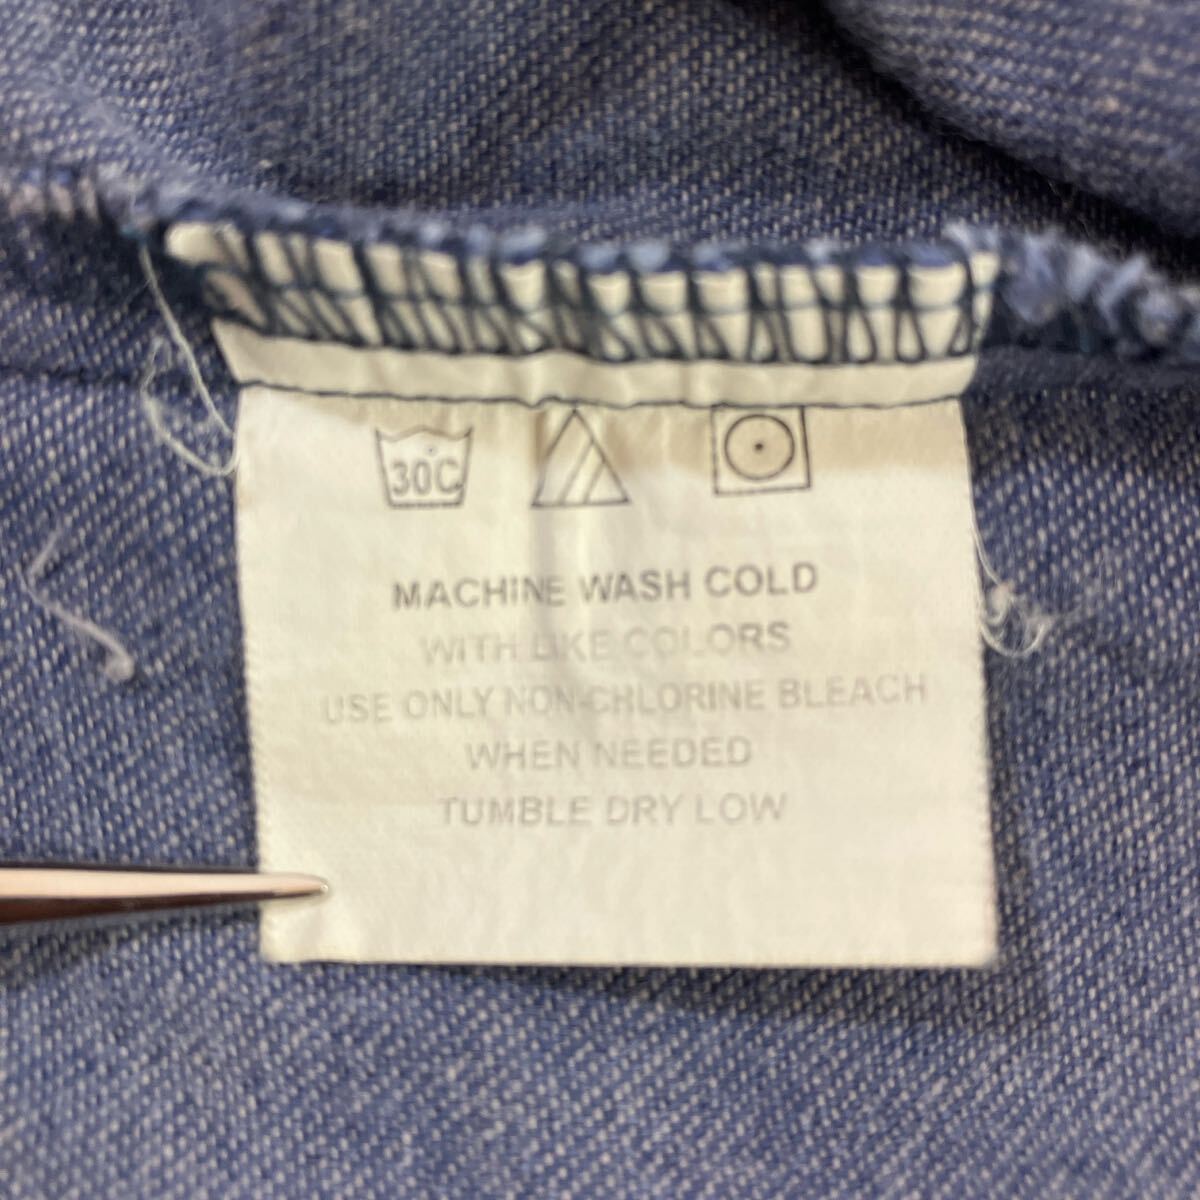 30C
MACHINE WASH COLD
WITH LIKE COLORS
USE ONLY NON-CHLORINE BLEACH
WHEN NEEDED
TUMBLE DRY LOW